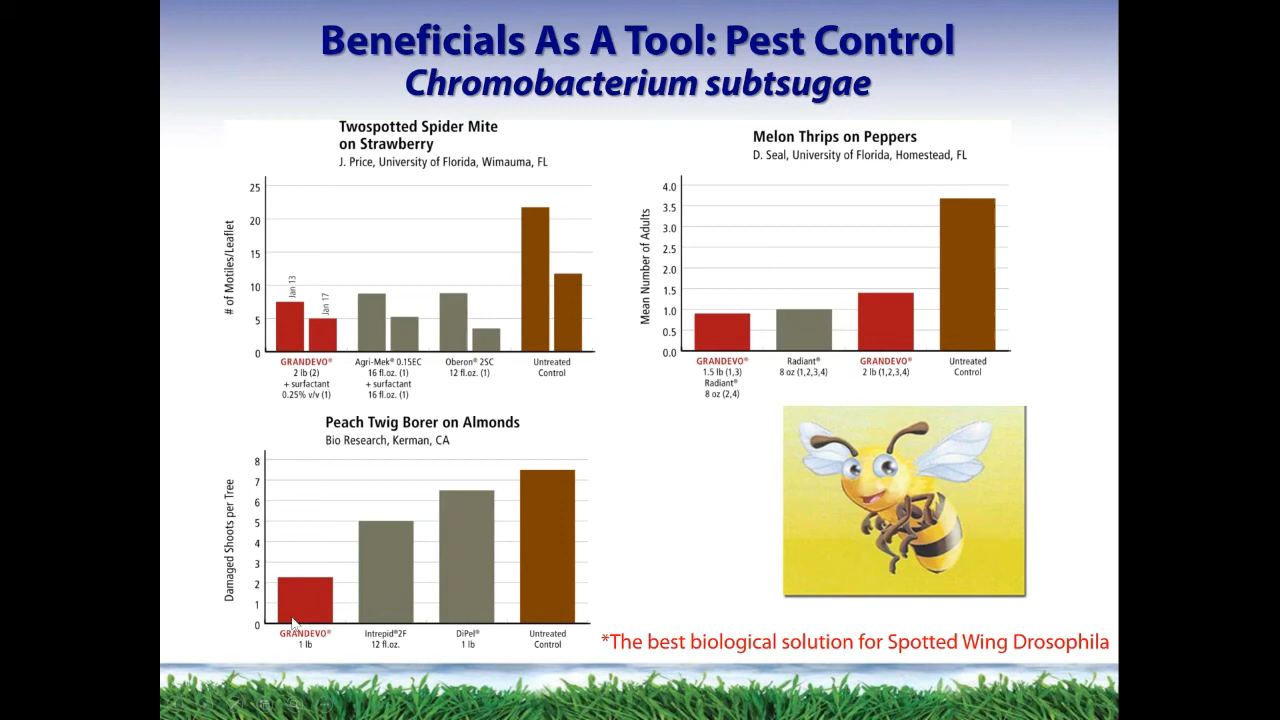 Beneficials As A Tool: Pest Control
Chromobacterium subtsugae
Twospotted Spider Mite
on Strawberry
J. Price, University of Florida, Wimauma, FL
# of Motiles/Leaflet
25
20
15
10
5
0
Jan 13
Jan 17
GRANDEVO®
2 lb (2)
+ surfactant
0.25% v/v (1)
Agri-Mek® 0.15EC
16 fl.oz. (1)
+ surfactant
16 fl.oz. (1)
Oberon® 2SC
12 fl.oz. (1)
Untreated
Control
Melon Thrips on Peppers
D. Seal, University of Florida, Homestead, FL
Mean Number of Adults
4.0
3.5
3.0
2.5
2.0
1.5
1.0
0.5
0.0
GRANDEVO®
1.5 lb (1,3)
Radiant®
8 oz (2,4)
Radiant®
8 oz (1,2,3,4)
GRANDEVO®
2 lb (1,2,3,4)
Untreated
Control
Peach Twig Borer on Almonds
Bio Research, Kerman, CA
Damaged Shoots per Tree
8
7
6
5
4
3
2
1
0
GRANDEVO®
1 lb
Intrepid®2F
12 fl.oz.
DiPel®
1 lb
Untreated
Control
*The best biological solution for Spotted Wing Drosophila